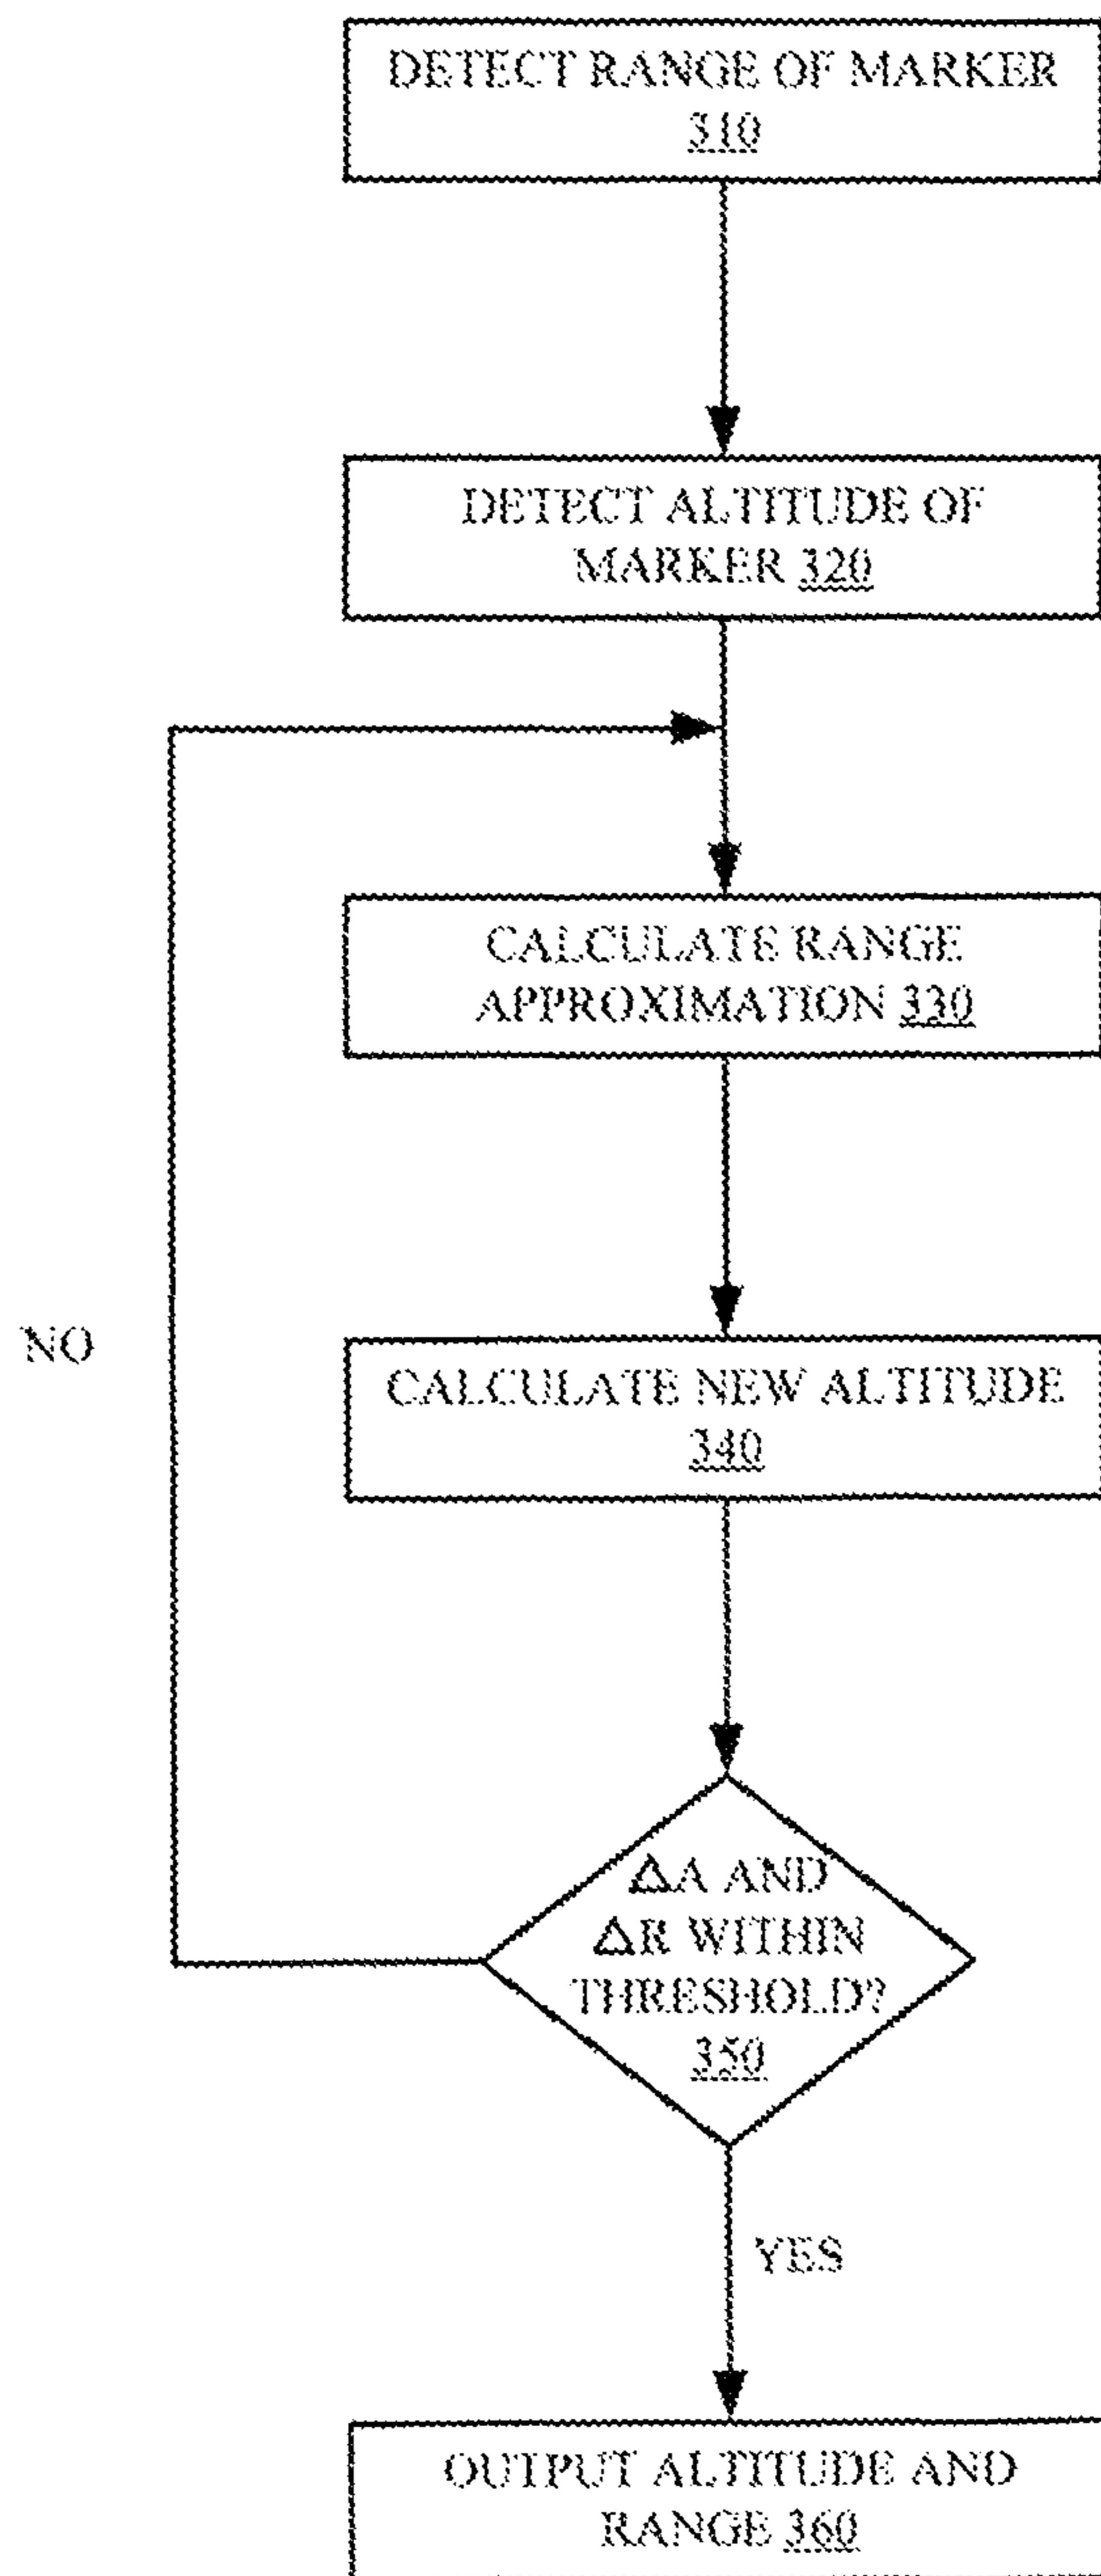 DETECT RANGE OF MARKER
310
DETECT ALTITUDE OF
MARKER 320
CALCULATE RANGE
APPROXIMATION 330
NO
CALCULATE NEW ALTITUDE
340
ΔA AND
ΔR WITHIN
THRESHOLD?
350
YES
OUTPUT ALTITUDE AND
RANGE 360